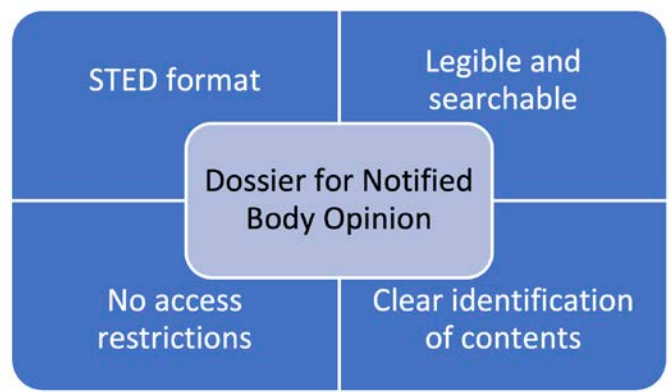 STED format
Legible and
searchable
Dossier for Notified
Body Opinion
No access
restrictions
Clear identification
of contents